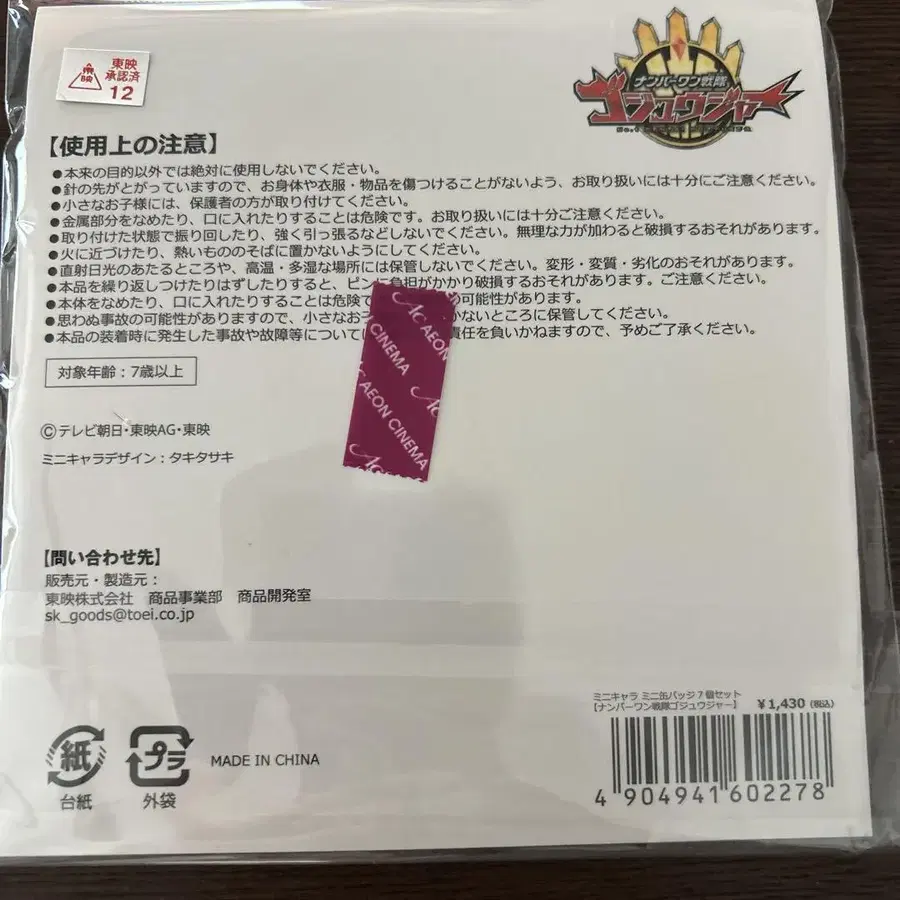 東映
承認済
12
東映
ナンバーワン戦隊
ゴジュウジャー
【使用上の注意】
●本来の目的以外では絶対に使用しないでください。
●針の先がとがっていますので、お身体や衣服・物品を傷つけることがないよう、お取り扱いには十分にご注意ください。
●小さなお子様には、保護者の方が取り付けてください。
●金属部分をなめたり、口に入れたりすることは危険です。お取り扱いには十分ご注意ください。
●取り付けた状態で振り回したり、強く引っ張るなどしないでください。無理な力が加わると破損するおそれがあります。
●火に近づけたり、熱いもののそばに置かないようにしてください。
●直射日光のあたるところや、高温・多湿な場所には保管しないでください。変形・変質・劣化のおそれがあります。
●本品を繰り返しつけたりはずしたりすると、ピンに負担がかかり破損するおそれがあります。ご注意ください。
●本体をなめたり、口に入れたりすることは危険で の可能性があります。
●思わぬ事故の可能性がありますので、小さなお子 かないところに保管してください。
●本品の装着時に発生した事故や故障等について 責任を負いかねますので、予めご了承ください。
AC AEON CINEMA
AC AEON CINEMA
対象年齢：7歳以上
©テレビ朝日・東映AG・東映
ミニキャラデザイン：タキタサキ
【問い合わせ先】
販売元・製造元：
東映株式会社 商品事業部 商品開発室
sk_goods@toei.co.jp
ミニキャラ ミニ缶バッジ7個セット
【ナンバーワン戦隊ゴジュウジャー】 ¥1,430 (税込)
紙
台紙
プラ
外袋
MADE IN CHINA
4 904941 602278